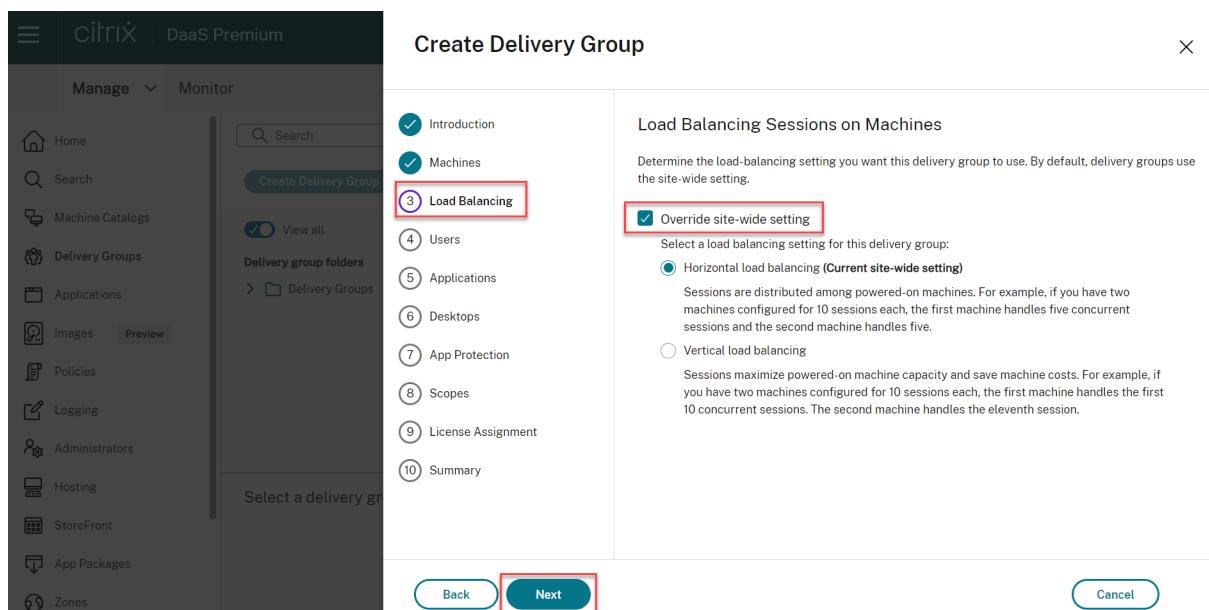 citrix DaaS Premium
Manage Monitor
Home
Search
Machine Catalogs
Delivery Groups
Applications
Images Preview
Policies
Logging
Administrators
Hosting
StoreFront
App Packages
Zones
Search
Create Delivery Group
View all
Delivery group folders
Delivery Groups
Select a delivery gr
Create Delivery Group
Introduction
Machines
3 Load Balancing
4 Users
5 Applications
6 Desktops
7 App Protection
8 Scopes
9 License Assignment
10 Summary
Load Balancing Sessions on Machines
Determine the load-balancing setting you want this delivery group to use. By default, delivery groups use
the site-wide setting.
Override site-wide setting
Select a load balancing setting for this delivery group:
Horizontal load balancing (Current site-wide setting)
Sessions are distributed among powered-on machines. For example, if you have two
machines configured for 10 sessions each, the first machine handles five concurrent
sessions and the second machine handles five.
Vertical load balancing
Sessions maximize powered-on machine capacity and save machine costs. For example, if
you have two machines configured for 10 sessions each, the first machine handles the first
10 concurrent sessions. The second machine handles the eleventh session.
Back Next Cancel